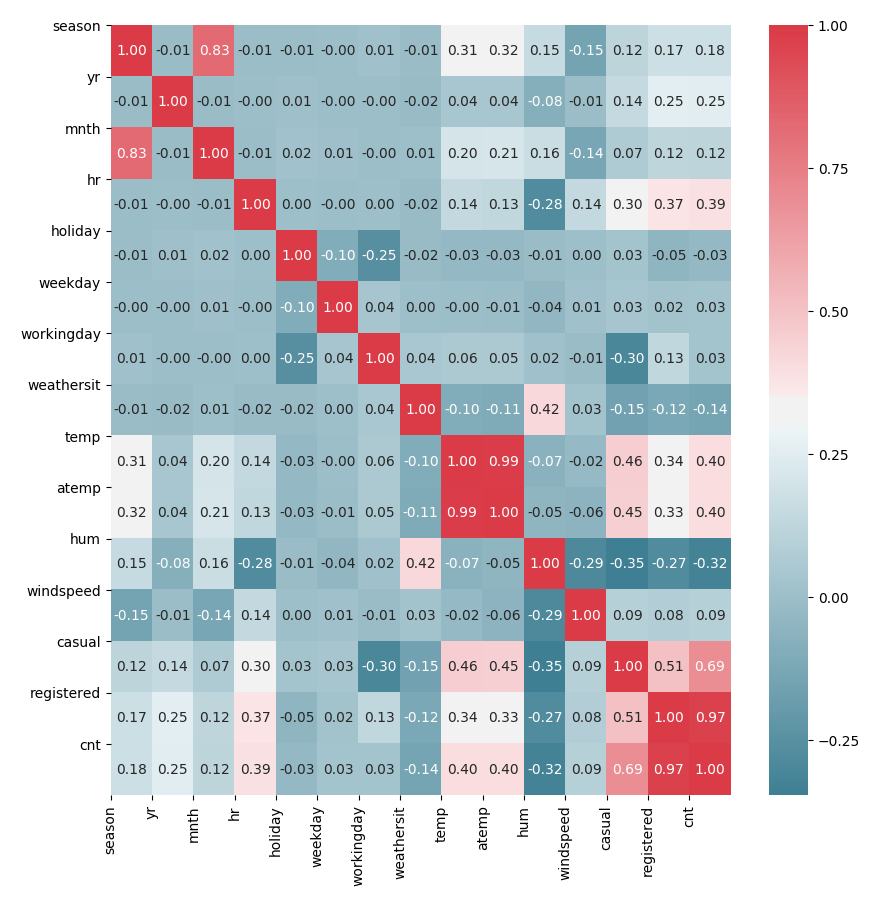 season
1.00 -0.01 0.83 -0.01 -0.01 -0.00 0.01 -0.01 0.31 0.32 0.15 -0.15 0.12 0.17 0.18
yr
-0.01 1.00 -0.01 -0.00 0.01 -0.00 -0.00 -0.02 0.04 0.04 -0.08 -0.01 0.14 0.25 0.25
mnth
0.83 -0.01 1.00 -0.01 0.02 0.01 -0.00 0.01 0.20 0.21 0.16 -0.14 0.07 0.12 0.12
hr
-0.01 -0.00 -0.01 1.00 0.00 -0.00 0.00 -0.02 0.14 0.13 -0.28 0.14 0.30 0.37 0.39
holiday
-0.01 0.01 0.02 0.00 1.00 -0.10 -0.25 -0.02 -0.03 -0.03 -0.01 0.00 0.03 -0.05 -0.03
weekday
-0.00 -0.00 0.01 -0.00 -0.10 1.00 0.04 0.00 -0.00 -0.01 -0.04 0.01 0.03 0.02 0.03
workingday
0.01 -0.00 -0.00 0.00 -0.25 0.04 1.00 0.04 0.06 0.05 0.02 -0.01 -0.30 0.13 0.03
weathersit
-0.01 -0.02 0.01 -0.02 -0.02 0.00 0.04 1.00 -0.10 -0.11 0.42 0.03 -0.15 -0.12 -0.14
temp
0.31 0.04 0.20 0.14 -0.03 -0.00 0.06 -0.10 1.00 0.99 -0.07 -0.02 0.46 0.34 0.40
atemp
0.32 0.04 0.21 0.13 -0.03 -0.01 0.05 -0.11 0.99 1.00 -0.05 -0.06 0.45 0.33 0.40
hum
0.15 -0.08 0.16 -0.28 -0.01 -0.04 0.02 0.42 -0.07 -0.05 1.00 -0.29 -0.35 -0.27 -0.32
windspeed
-0.15 -0.01 -0.14 0.14 0.00 0.01 -0.01 0.03 -0.02 -0.06 -0.29 1.00 0.09 0.08 0.09
casual
0.12 0.14 0.07 0.30 0.03 0.03 -0.30 -0.15 0.46 0.45 -0.35 0.09 1.00 0.51 0.69
registered
0.17 0.25 0.12 0.37 -0.05 0.02 0.13 -0.12 0.34 0.33 -0.27 0.08 0.51 1.00 0.97
cnt
0.18 0.25 0.12 0.39 -0.03 0.03 0.03 -0.14 0.40 0.40 -0.32 0.09 0.69 0.97 1.00
season yr mnth hr holiday weekday workingday weathersit temp atemp hum windspeed casual registered cnt
1.00
0.75
0.50
0.25
0.00
−0.25